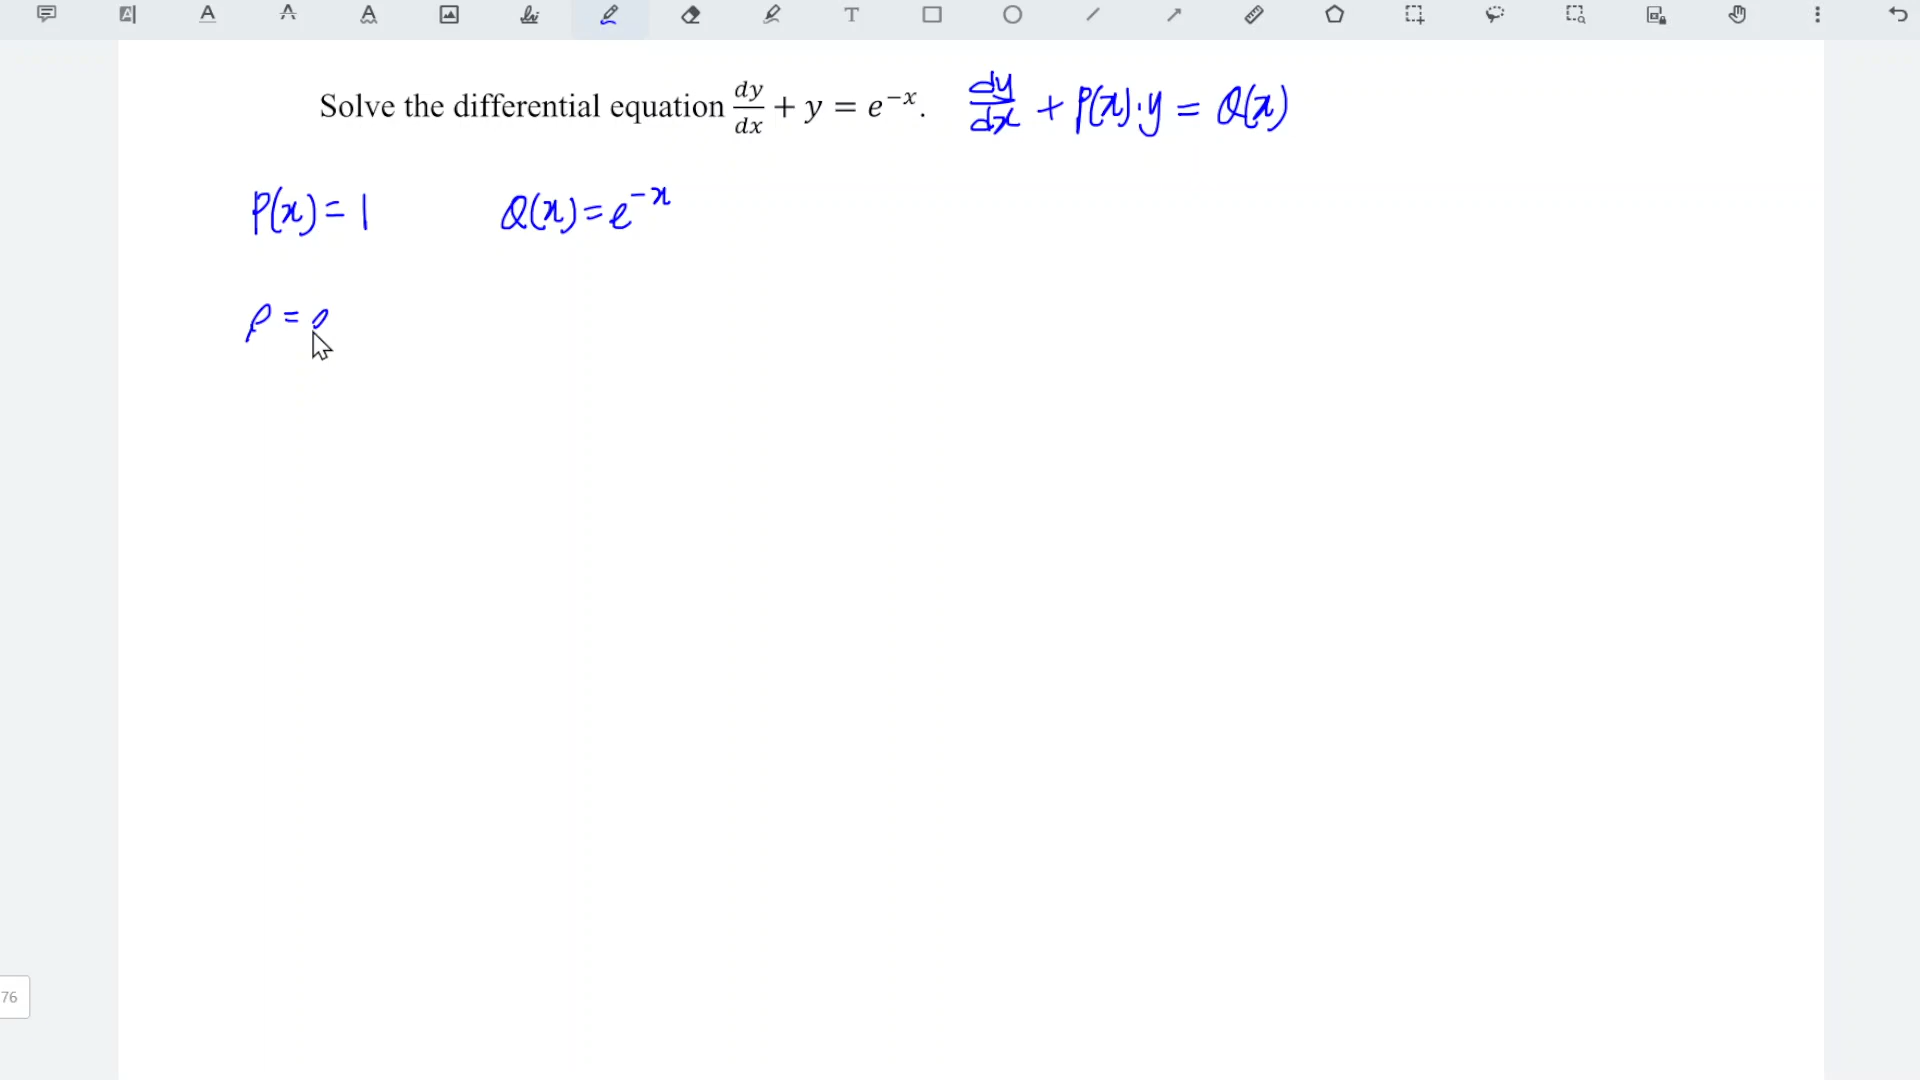 Solve the differential equation dy/dx + y = e^{-x}. dy/dx + P(x)·y = Q(x)
P(x) = 1 Q(x) = e^{-x}
ρ = e
76